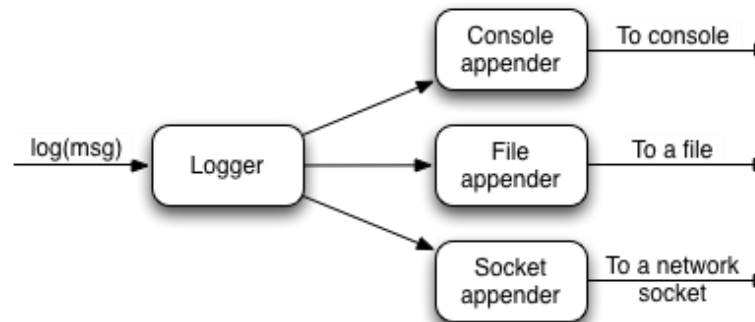 log(msg)
Logger
Console
appender
To console
File
appender
To a file
Socket
appender
To a network
socket